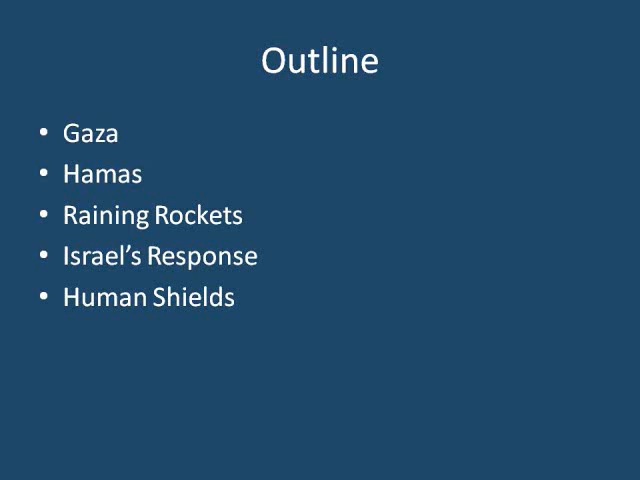 Outline
• Gaza
• Hamas
• Raining Rockets
• Israel’s Response
• Human Shields